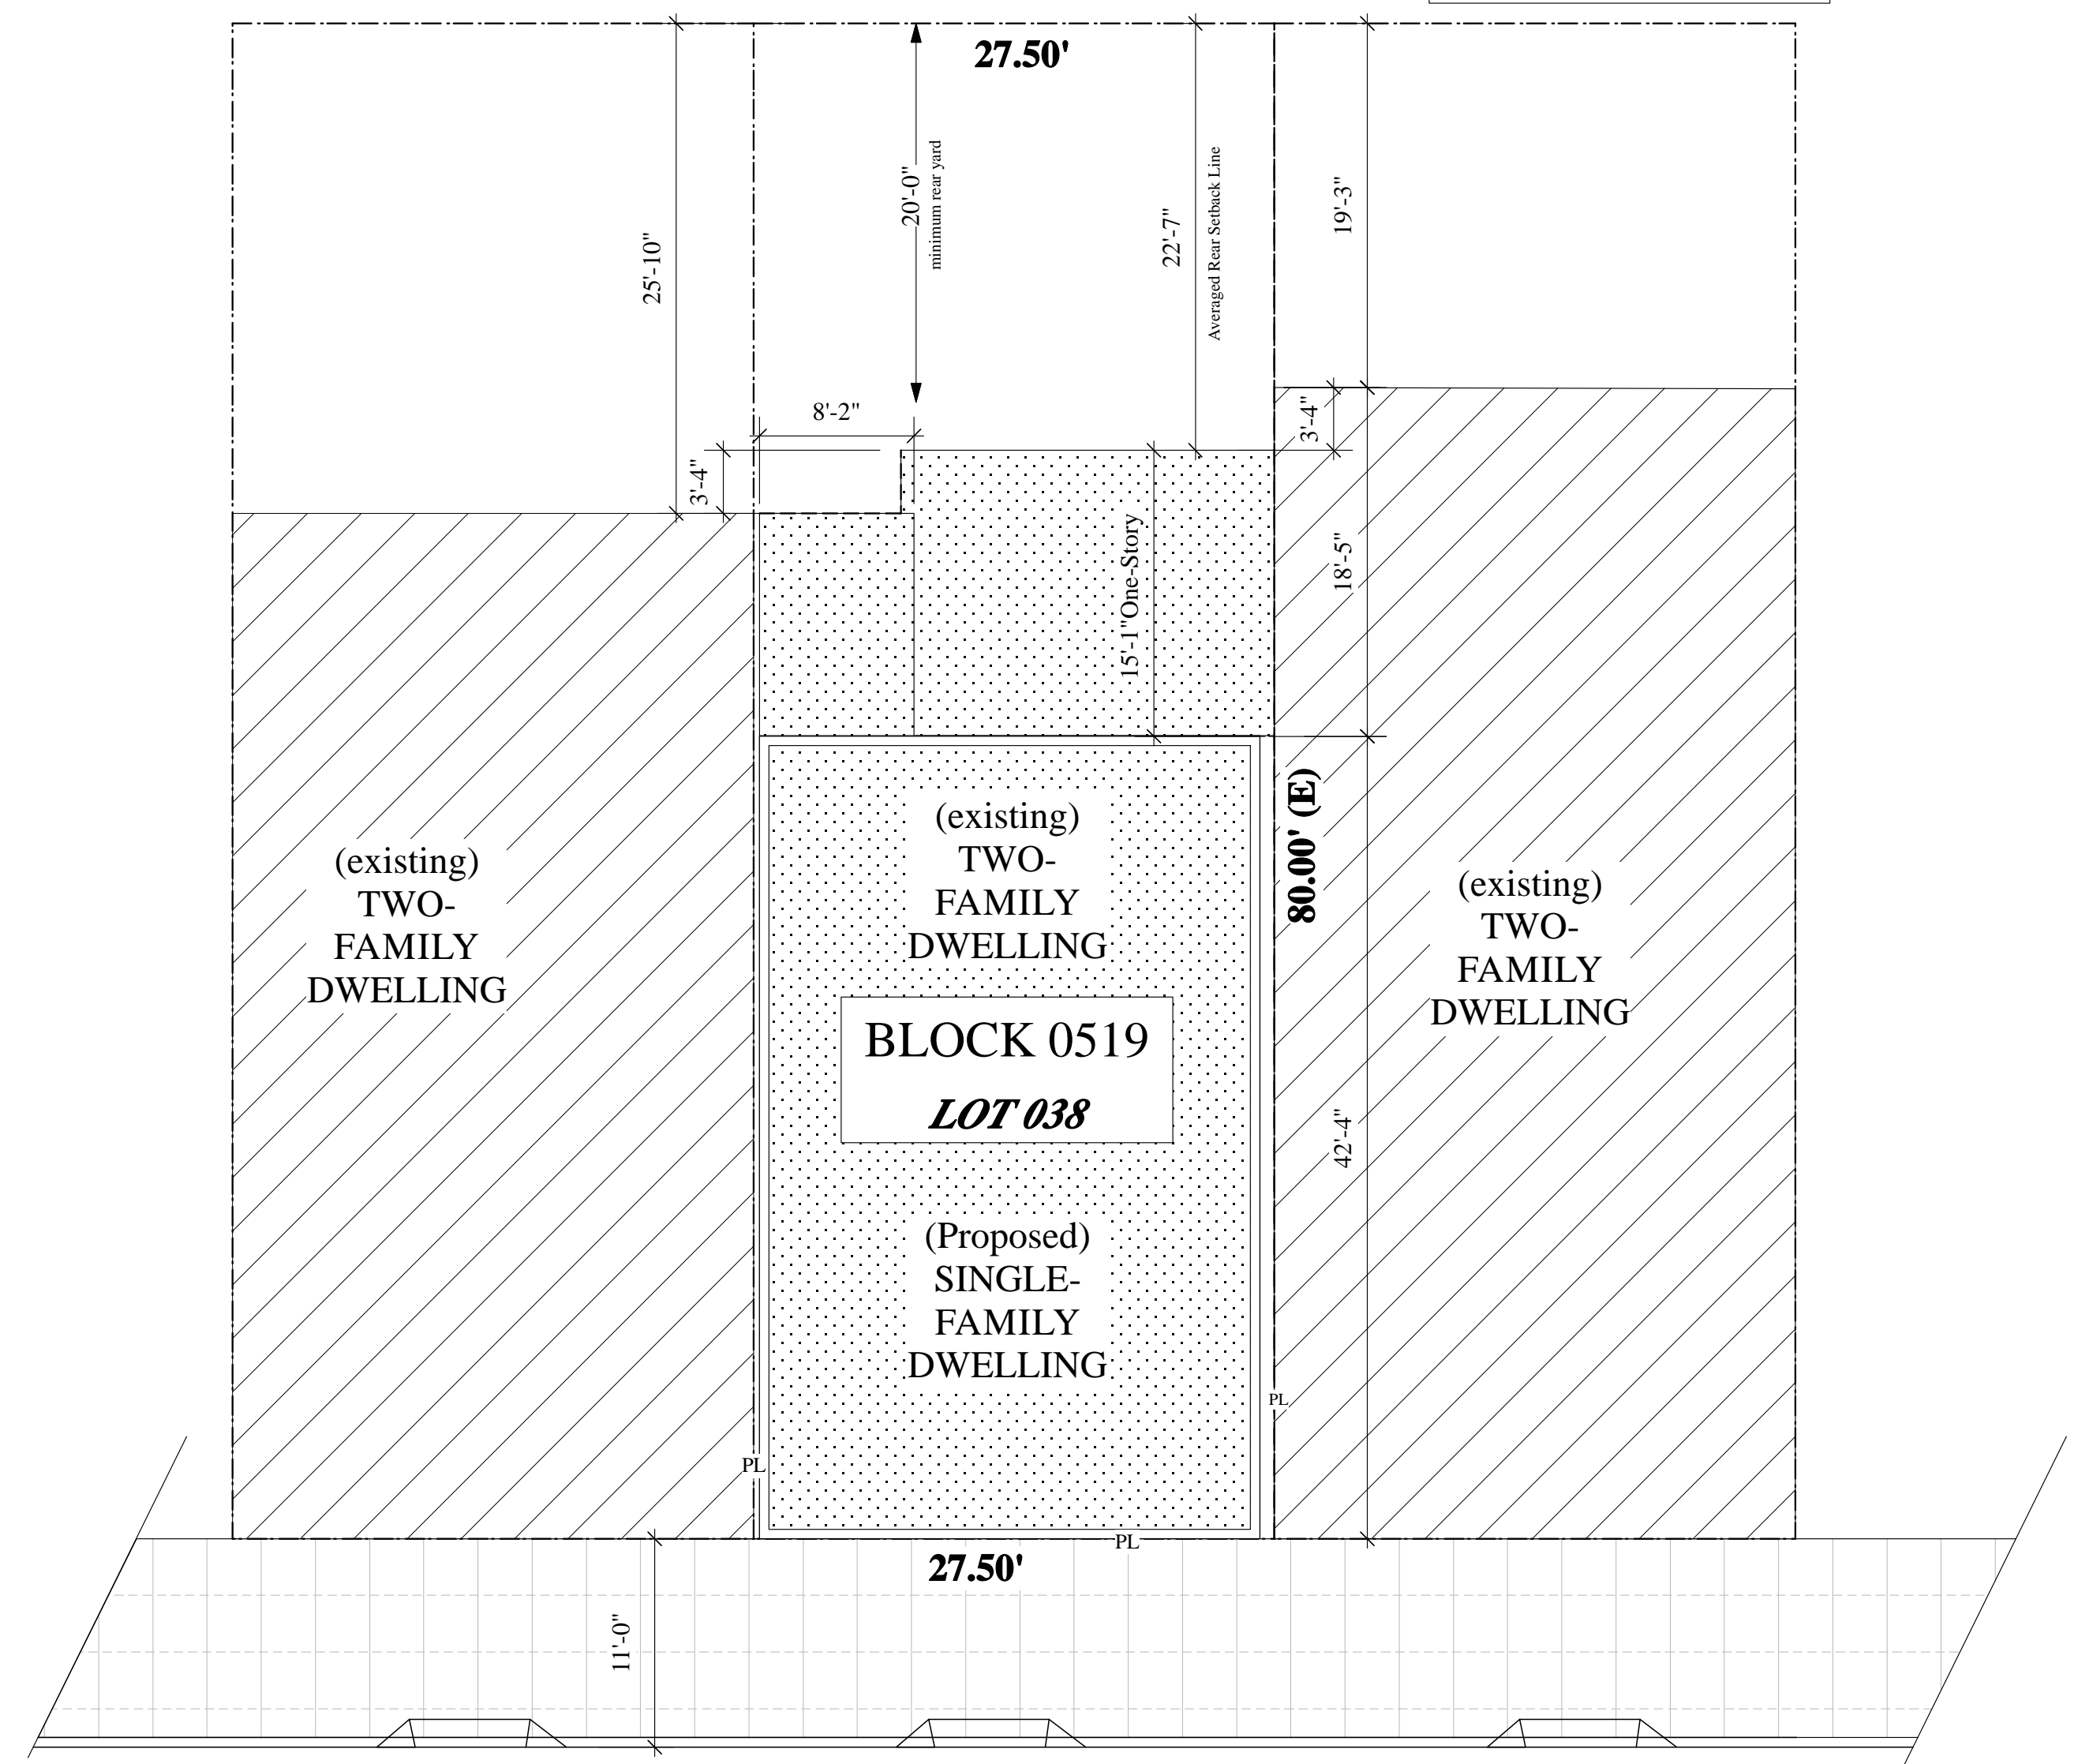 27.50'
20'-0"
minimum rear yard
22'-7"
Averaged Rear Setback Line
19'-3"
25'-10"
8'-2"
3'-4"
3'-4"
15'-1"One-Story
18'-5"
80.00' (E)
(existing)
TWO-
FAMILY
DWELLING
(existing)
TWO-
FAMILY
DWELLING
(existing)
TWO-
FAMILY
DWELLING
BLOCK 0519
LOT 038
42'-4"
(Proposed)
SINGLE-
FAMILY
DWELLING
PL
PL
PL
27.50'
11'-0"